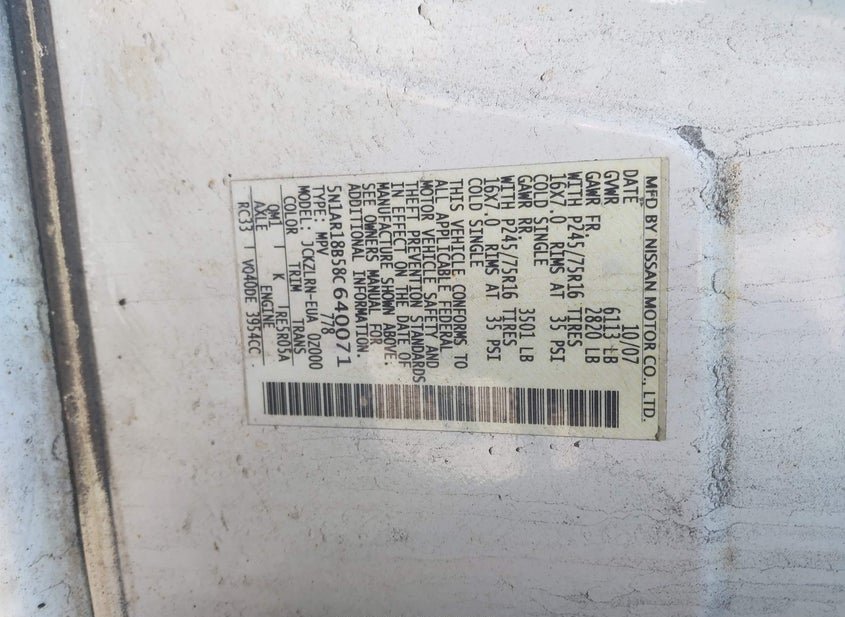 MFD BY NISSAN MOTOR CO., LTD.
DATE 10/07
GVWR 6113 LB
GAWR FR. 2820 LB
WITH P245/75R16 TIRES
16X7.0 RIMS AT 35 PSI
COLD SINGLE
GAWR RR. 3501 LB
WITH P245/75R16 TIRES
16X7.0 RIMS AT 35 PSI
COLD SINGLE
THIS VEHICLE CONFORMS TO
ALL APPLICABLE FEDERAL
MOTOR VEHICLE SAFETY AND
THEFT PREVENTION STANDARDS
IN EFFECT ON THE DATE OF
MANUFACTURE SHOWN ABOVE.
SEE OWNERS MANUAL FOR
ADDITIONAL INFORMATION.
5N1AR18B58C640071
TYPE: MPV 778
MODEL: JCKZLRN-EUA 0Z000
COLOR TRIM TRANS
QM1 K RE5R05A
AXLE ENGINE
RC33 VQ40DE 3954CC